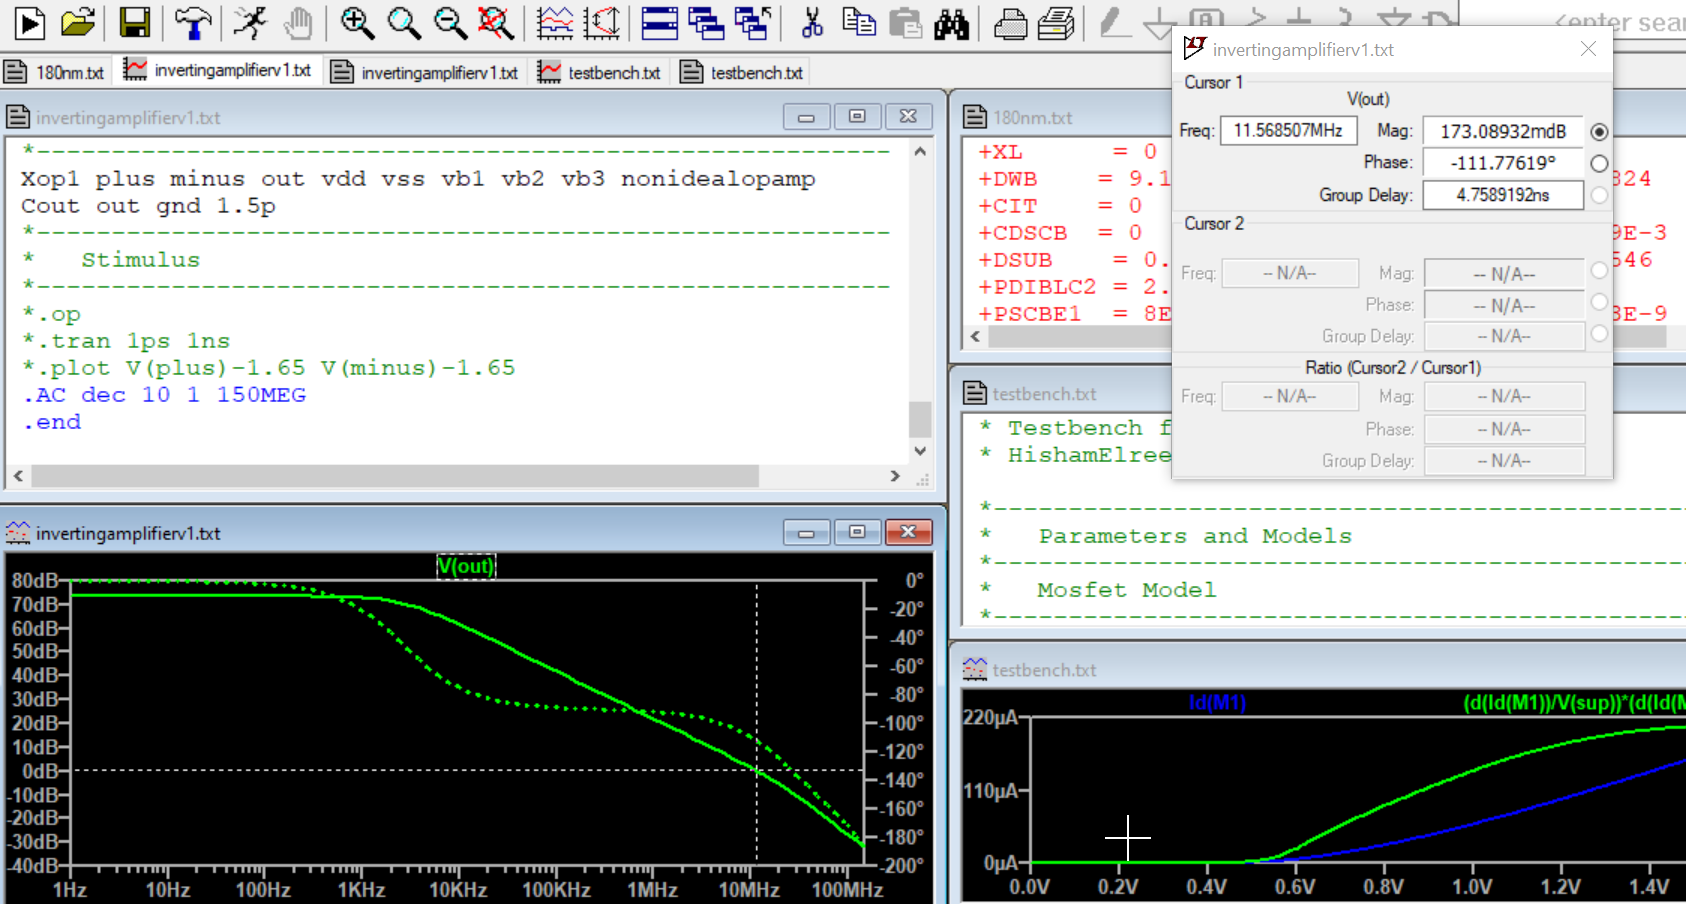 <enter sear
180nm.txt
invertingamplifierv1.txt
invertingamplifierv1.txt
testbench.txt
testbench.txt
invertingamplifierv1.txt
*-----------------------------------------------------
Xop1 plus minus out vdd vss vb1 vb2 vb3 nonidealopamp
Cout out gnd 1.5p
*-----------------------------------------------------
* Stimulus
*-----------------------------------------------------
*.op
*.tran 1ps 1ns
*.plot V(plus)-1.65 V(minus)-1.65
.AC dec 10 1 150MEG
.end
180nm.txt
+XL = 0
+DWB = 9.1 824
+CIT = 0
+CDSCB = 0 9E-3
+DSUB = 0. 546
+PDIBLC2 = 2.
+PSCBE1 = 8E 3E-9
invertingamplifierv1.txt
Cursor 1
V(out)
Freq: 11.568507MHz Mag: 173.08932mdB
Phase: -111.77619°
Group Delay: 4.7589192ns
Cursor 2
Freq: -- N/A-- Mag: -- N/A--
Phase: -- N/A--
Group Delay: -- N/A--
Ratio (Cursor2 / Cursor1)
Freq: -- N/A-- Mag: -- N/A--
Phase: -- N/A--
Group Delay: -- N/A--
testbench.txt
* Testbench f
* HishamElree
*-----------------------------------------------------
* Parameters and Models
*-----------------------------------------------------
* Mosfet Model
*-----------------------------------------------------
invertingamplifierv1.txt
V(out)
80dB 0°
70dB -20°
60dB -40°
50dB -60°
40dB -80°
30dB -100°
20dB -120°
10dB -140°
0dB -160°
-10dB -180°
-20dB -200°
-30dB
-40dB
1Hz 10Hz 100Hz 1KHz 10KHz 100KHz 1MHz 10MHz 100MHz
testbench.txt
Id(M1) (d(Id(M1))/V(sup))*(d(Id(M
220µA
110µA
0µA
0.0V 0.2V 0.4V 0.6V 0.8V 1.0V 1.2V 1.4V